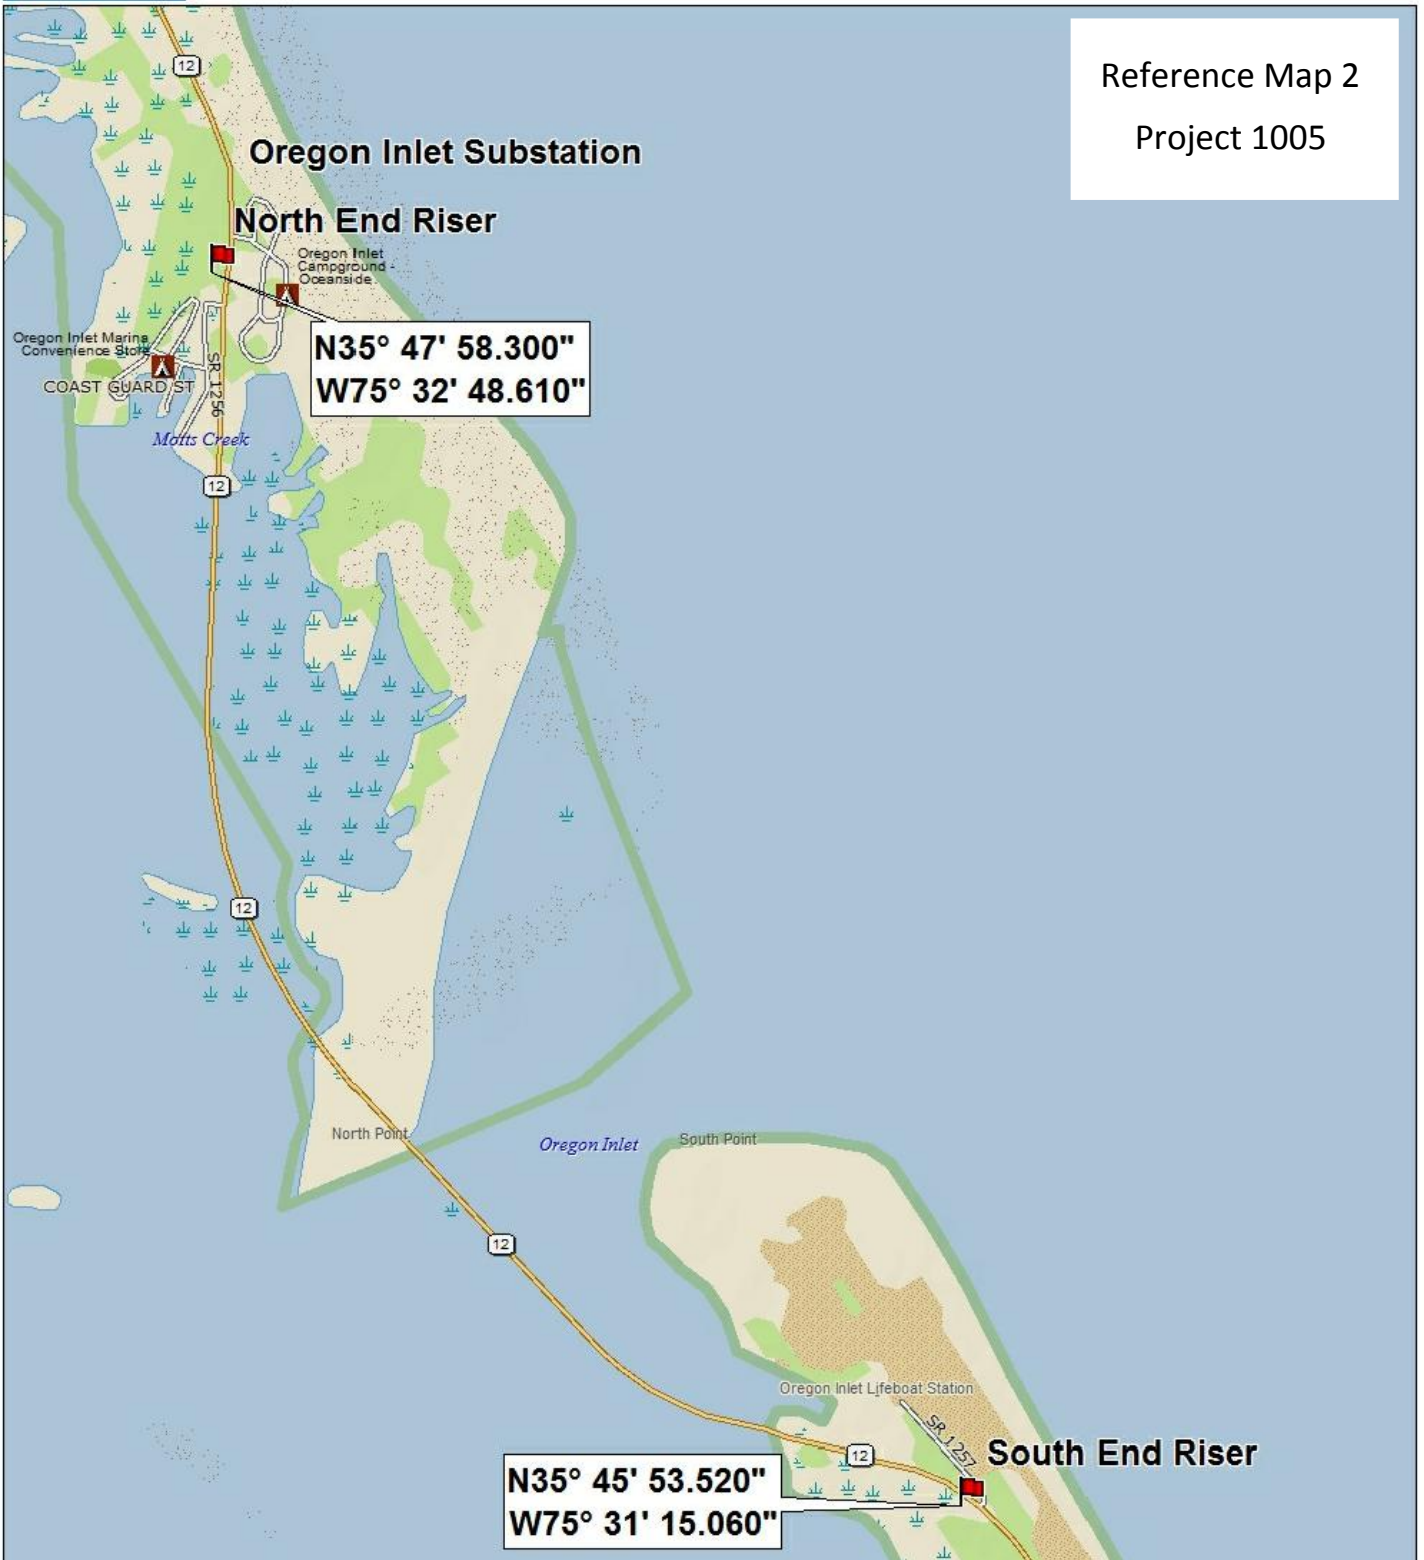 Reference Map 2
Project 1005
12
Oregon Inlet Substation
North End Riser
Oregon Inlet
Campground -
Oceanside
N35° 47' 58.300"
W75° 32' 48.610"
Oregon Inlet Marina
Convenience Store
COAST GUARD ST
SR 1256
Motts Creek
12
12
North Point
Oregon Inlet
South Point
12
Oregon Inlet Lifeboat Station
SR 1257
12
South End Riser
N35° 45' 53.520"
W75° 31' 15.060"